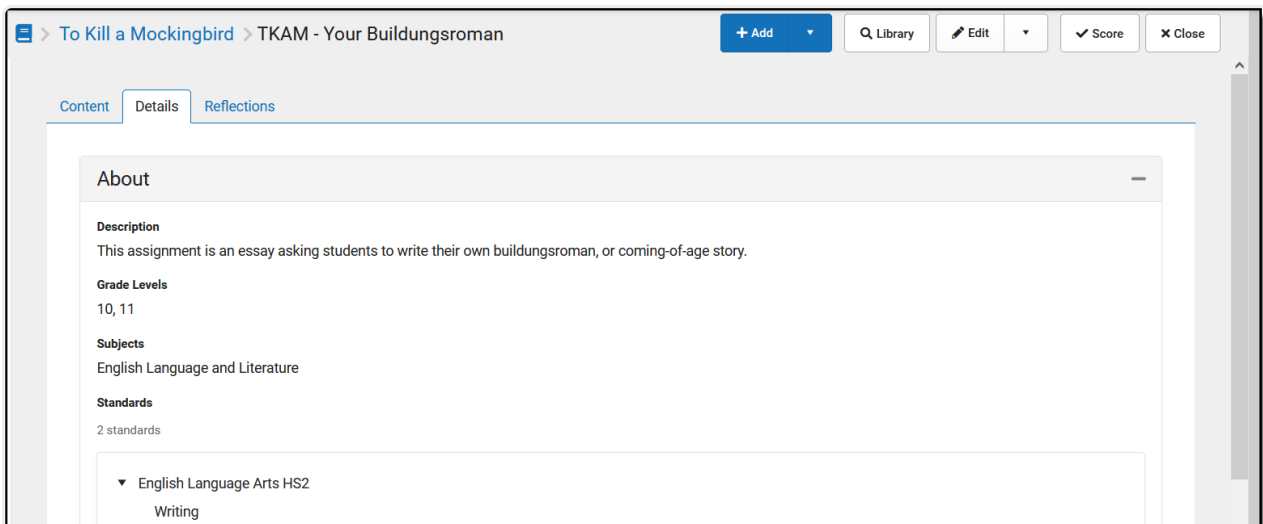 To Kill a Mockingbird > TKAM - Your Buildungsroman
+ Add
Library
Edit
Score
Close
Content Details Reflections
About
Description
This assignment is an essay asking students to write their own buildungsroman, or coming-of-age story.
Grade Levels
10, 11
Subjects
English Language and Literature
Standards
2 standards
English Language Arts HS2
Writing